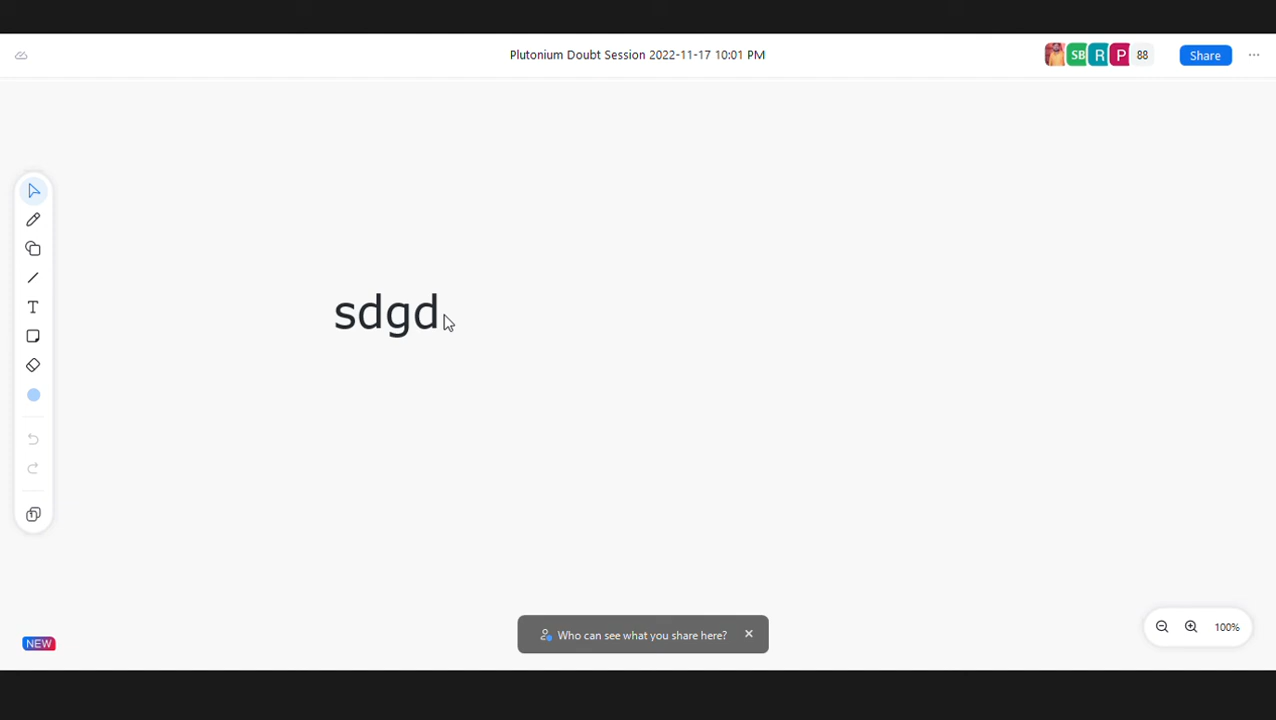 Plutonium Doubt Session 2022-11-17 10:01 PM
SB R P 88 Share
T
sdgd
1
NEW
Who can see what you share here?
100%